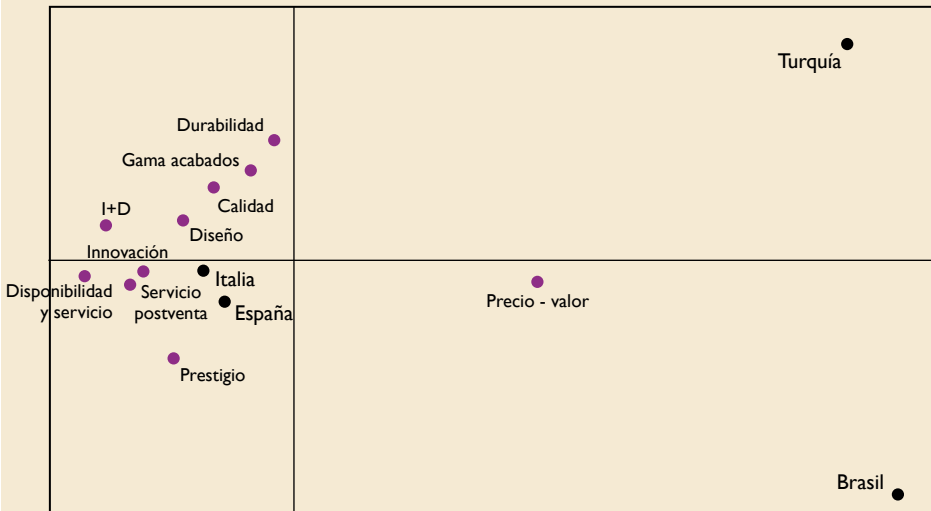 Turquía
Durabilidad
Gama acabados
Calidad
I+D
Diseño
Innovación
Italia
Disponibilidad
y servicio
Servicio
postventa
España
Precio - valor
Prestigio
Brasil